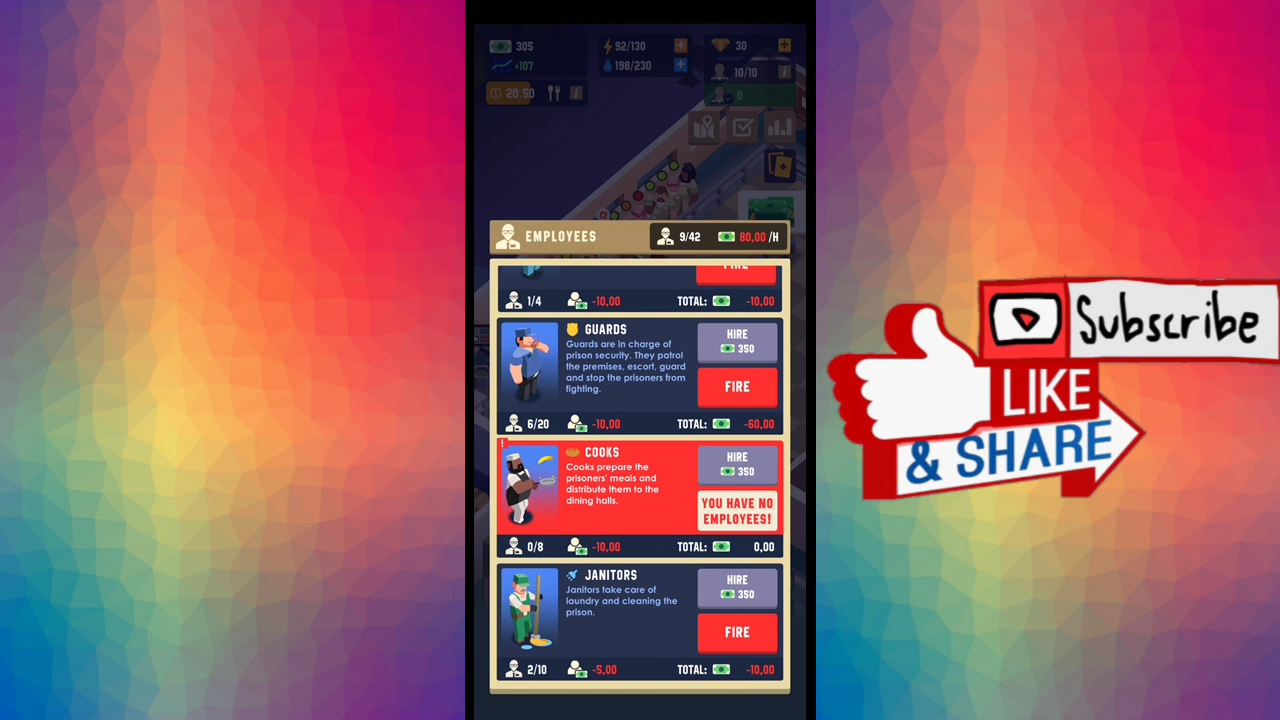 305
92/130
30
+107
198/230
10/10
20:50
0
EMPLOYEES
9/42
80,00 /H
FIRE
1/4
-10,00
TOTAL:
-10,00
GUARDS
Guards are in charge of
prison security. They patrol
the premises, escort, guard
and stop the prisoners from
fighting.
HIRE
350
FIRE
6/20
-10,00
TOTAL:
-60,00
!
COOKS
Cooks prepare the
prisoners' meals and
distribute them to the
dining halls.
HIRE
350
YOU HAVE NO
EMPLOYEES!
0/8
-10,00
TOTAL:
0,00
JANITORS
Janitors take care of
laundry and cleaning the
prison.
HIRE
350
FIRE
2/10
-5,00
TOTAL:
-10,00
Subscribe
LIKE
& SHARE